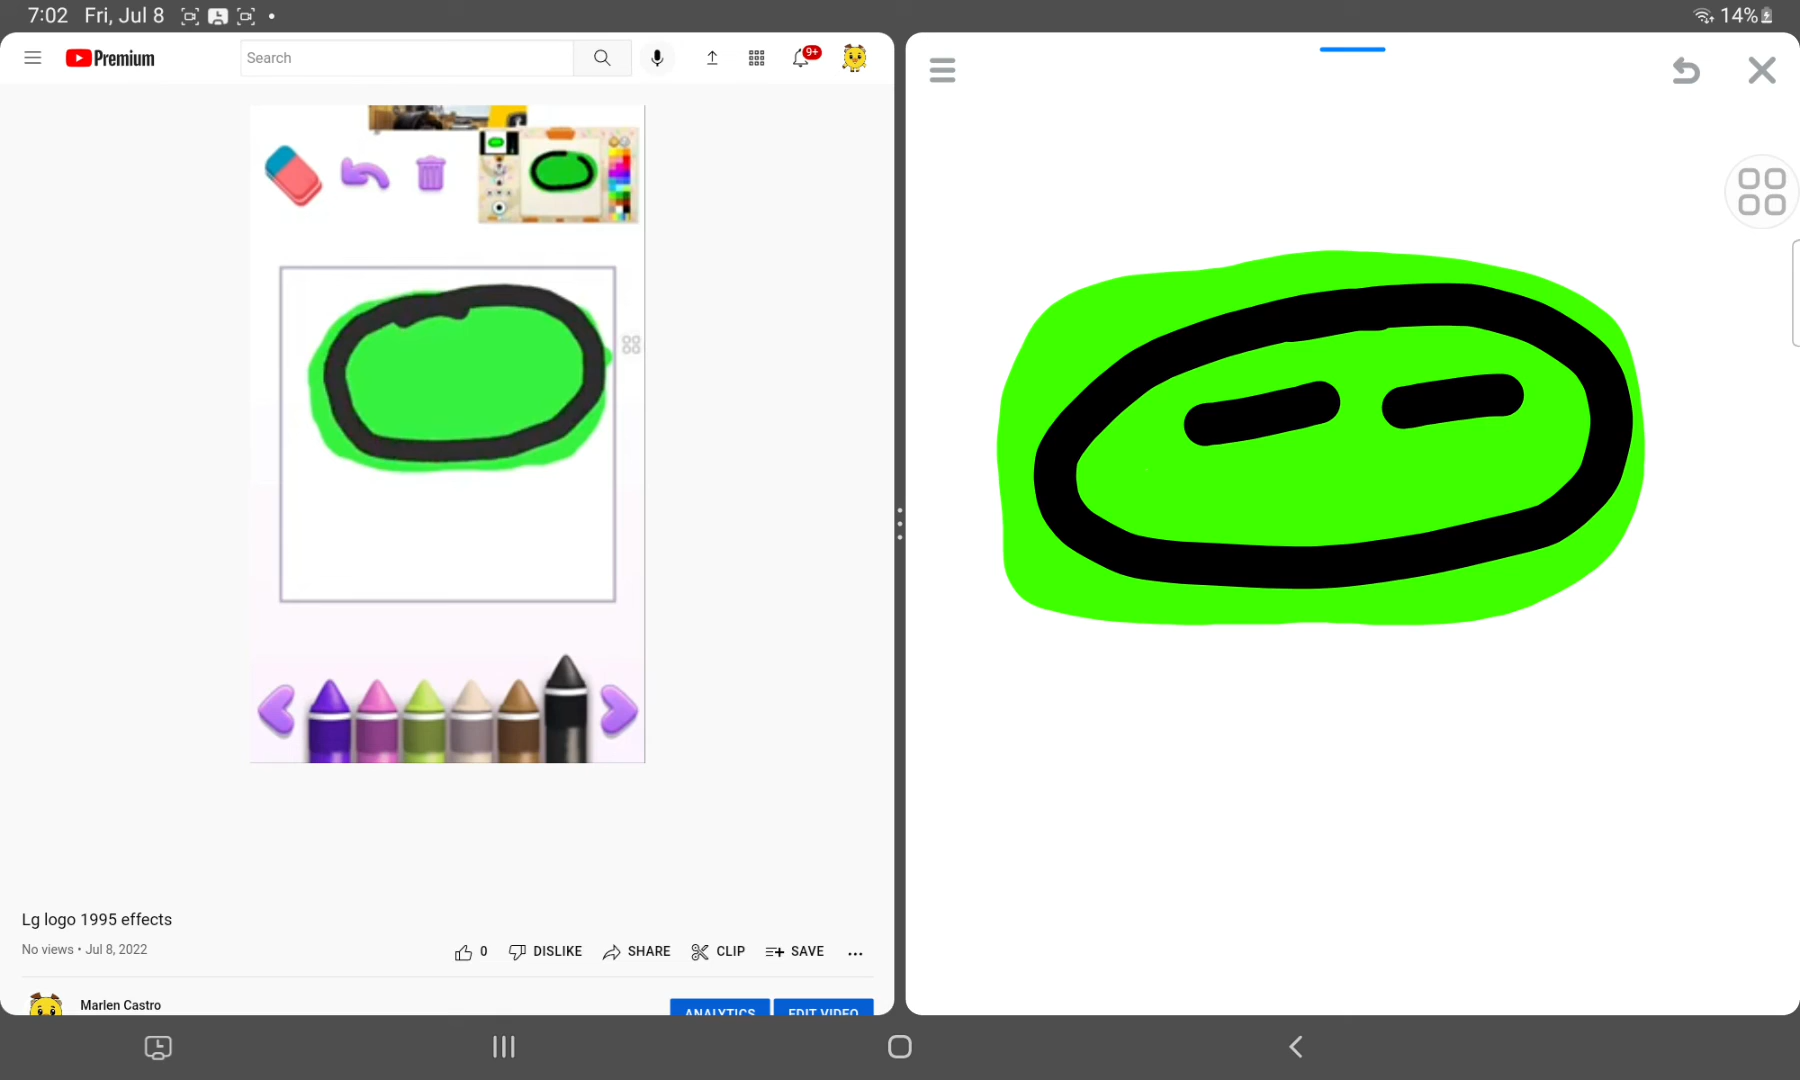 7:02 Fri, Jul 8
14%
Premium
Search
9+
Lg logo 1995 effects
No views • Jul 8, 2022
0 DISLIKE SHARE CLIP SAVE
Marlen Castro
ANALYTICS EDIT VIDEO